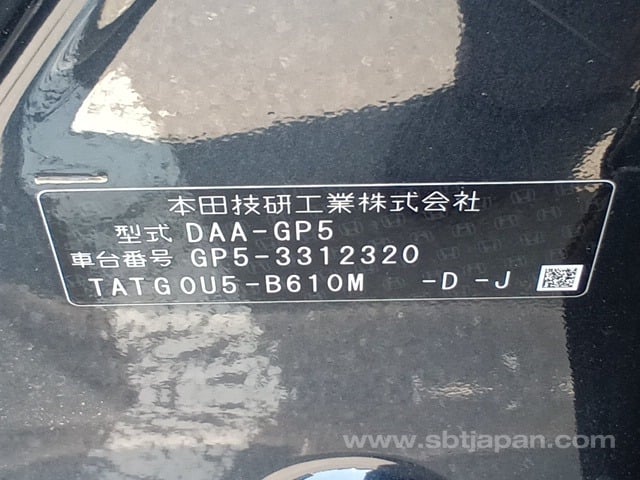 本田技研工業株式会社
型式 DAA-GP5
車台番号 GP5-3312320
TATG0U5-B610M -D -J
www.sbtjapan.com